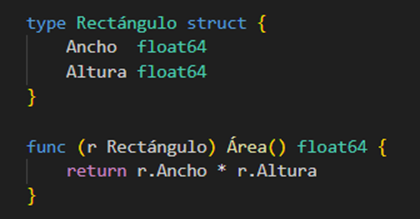 type Rectángulo struct {
    Ancho  float64
    Altura float64
}
func (r Rectángulo) Área() float64 {
    return r.Ancho * r.Altura
}